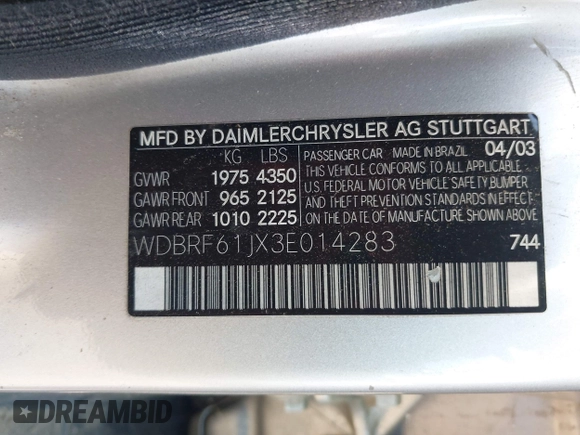 MFD BY DAIMLERCHRYSLER AG STUTTGART
KG LBS PASSENGER CAR MADE IN BRAZIL 04/03
GVWR 1975 4350 THIS VEHICLE CONFORMS TO ALL APPLICABLE
GAWR FRONT 965 2125 U.S. FEDERAL MOTOR VEHICLE SAFETY, BUMPER
GAWR REAR 1010 2225 AND THEFT PREVENTION STANDARDS IN EFFECT ON THE DATE OF MANUFACTURE SHOWN ABOVE.
WDBRF61JX3E014283 744
DREAMBID